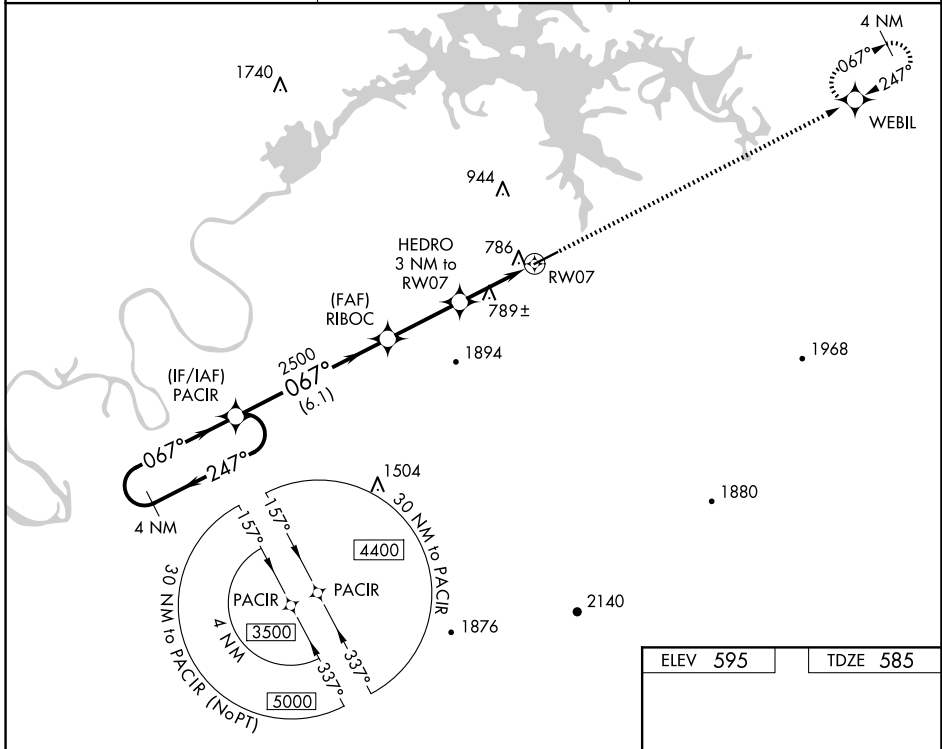 4 NM
067°
247°
WEBIL
1740
944
HEDRO
3 NM to
RW07
786
RW07
789±
(FAF)
RIBOC
1894
1968
2500
067°
(6.1)
(IF/IAF)
PACIR
067°
247°
4 NM
1504
1880
157°
157°
30 NM to PACIR
4400
PACIR
PACIR
3500
4 NM
337°
337°
5000
30 NM to PACIR (NoPT)
1876
2140
ELEV 595
TDZE 585